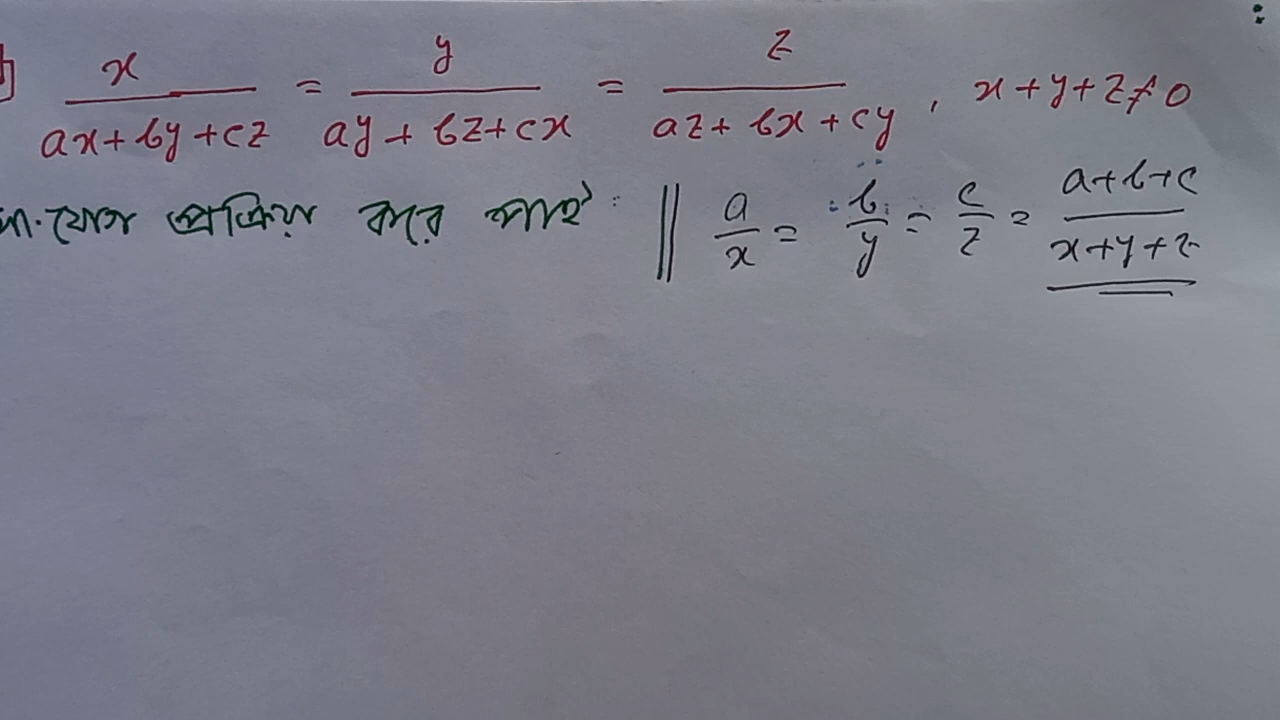 x/(ax+by+cz) = y/(ay+bz+cx) = z/(az+bx+cy), x+y+z≠0
যোগ প্রক্রিয়া করে পাই || a/x = b/y = c/z = (a+b+c)/(x+y+z)